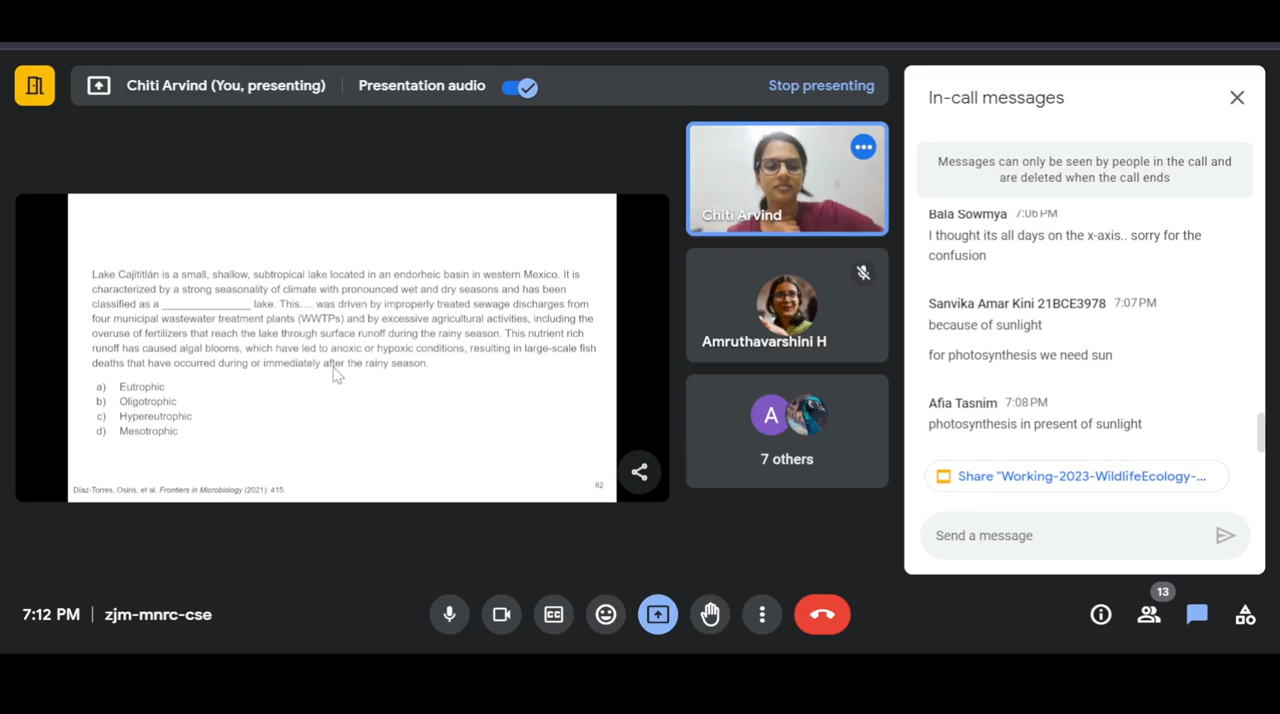 Chiti Arvind (You, presenting)
Presentation audio
Stop presenting
Lake Cajititlán is a small, shallow, subtropical lake located in an endorheic basin in western Mexico. It is
characterized by a strong seasonality of climate with pronounced wet and dry seasons and has been
classified as a ________________ lake. This.... was driven by improperly treated sewage discharges from
four municipal wastewater treatment plants (WWTPs) and by excessive agricultural activities, including the
overuse of fertilizers that reach the lake through surface runoff during the rainy season. This nutrient rich
runoff has caused algal blooms, which have led to anoxic or hypoxic conditions, resulting in large-scale fish
deaths that have occurred during or immediately after the rainy season.
a) Eutrophic
b) Oligotrophic
c) Hypereutrophic
d) Mesotrophic
Díaz-Torres, Osiris, et al. Frontiers in Microbiology (2021): 415.
82
Chiti Arvind
Amruthavarshini H
A
7 others
In-call messages
Messages can only be seen by people in the call and
are deleted when the call ends
Bala Sowmya 7:06 PM
I thought its all days on the x-axis.. sorry for the
confusion
Sanvika Amar Kini 21BCE3978 7:07 PM
because of sunlight
for photosynthesis we need sun
Afia Tasnim 7:08 PM
photosynthesis in present of sunlight
Share "Working-2023-WildlifeEcology-...
Send a message
7:12 PM | zjm-mnrc-cse
CC
13